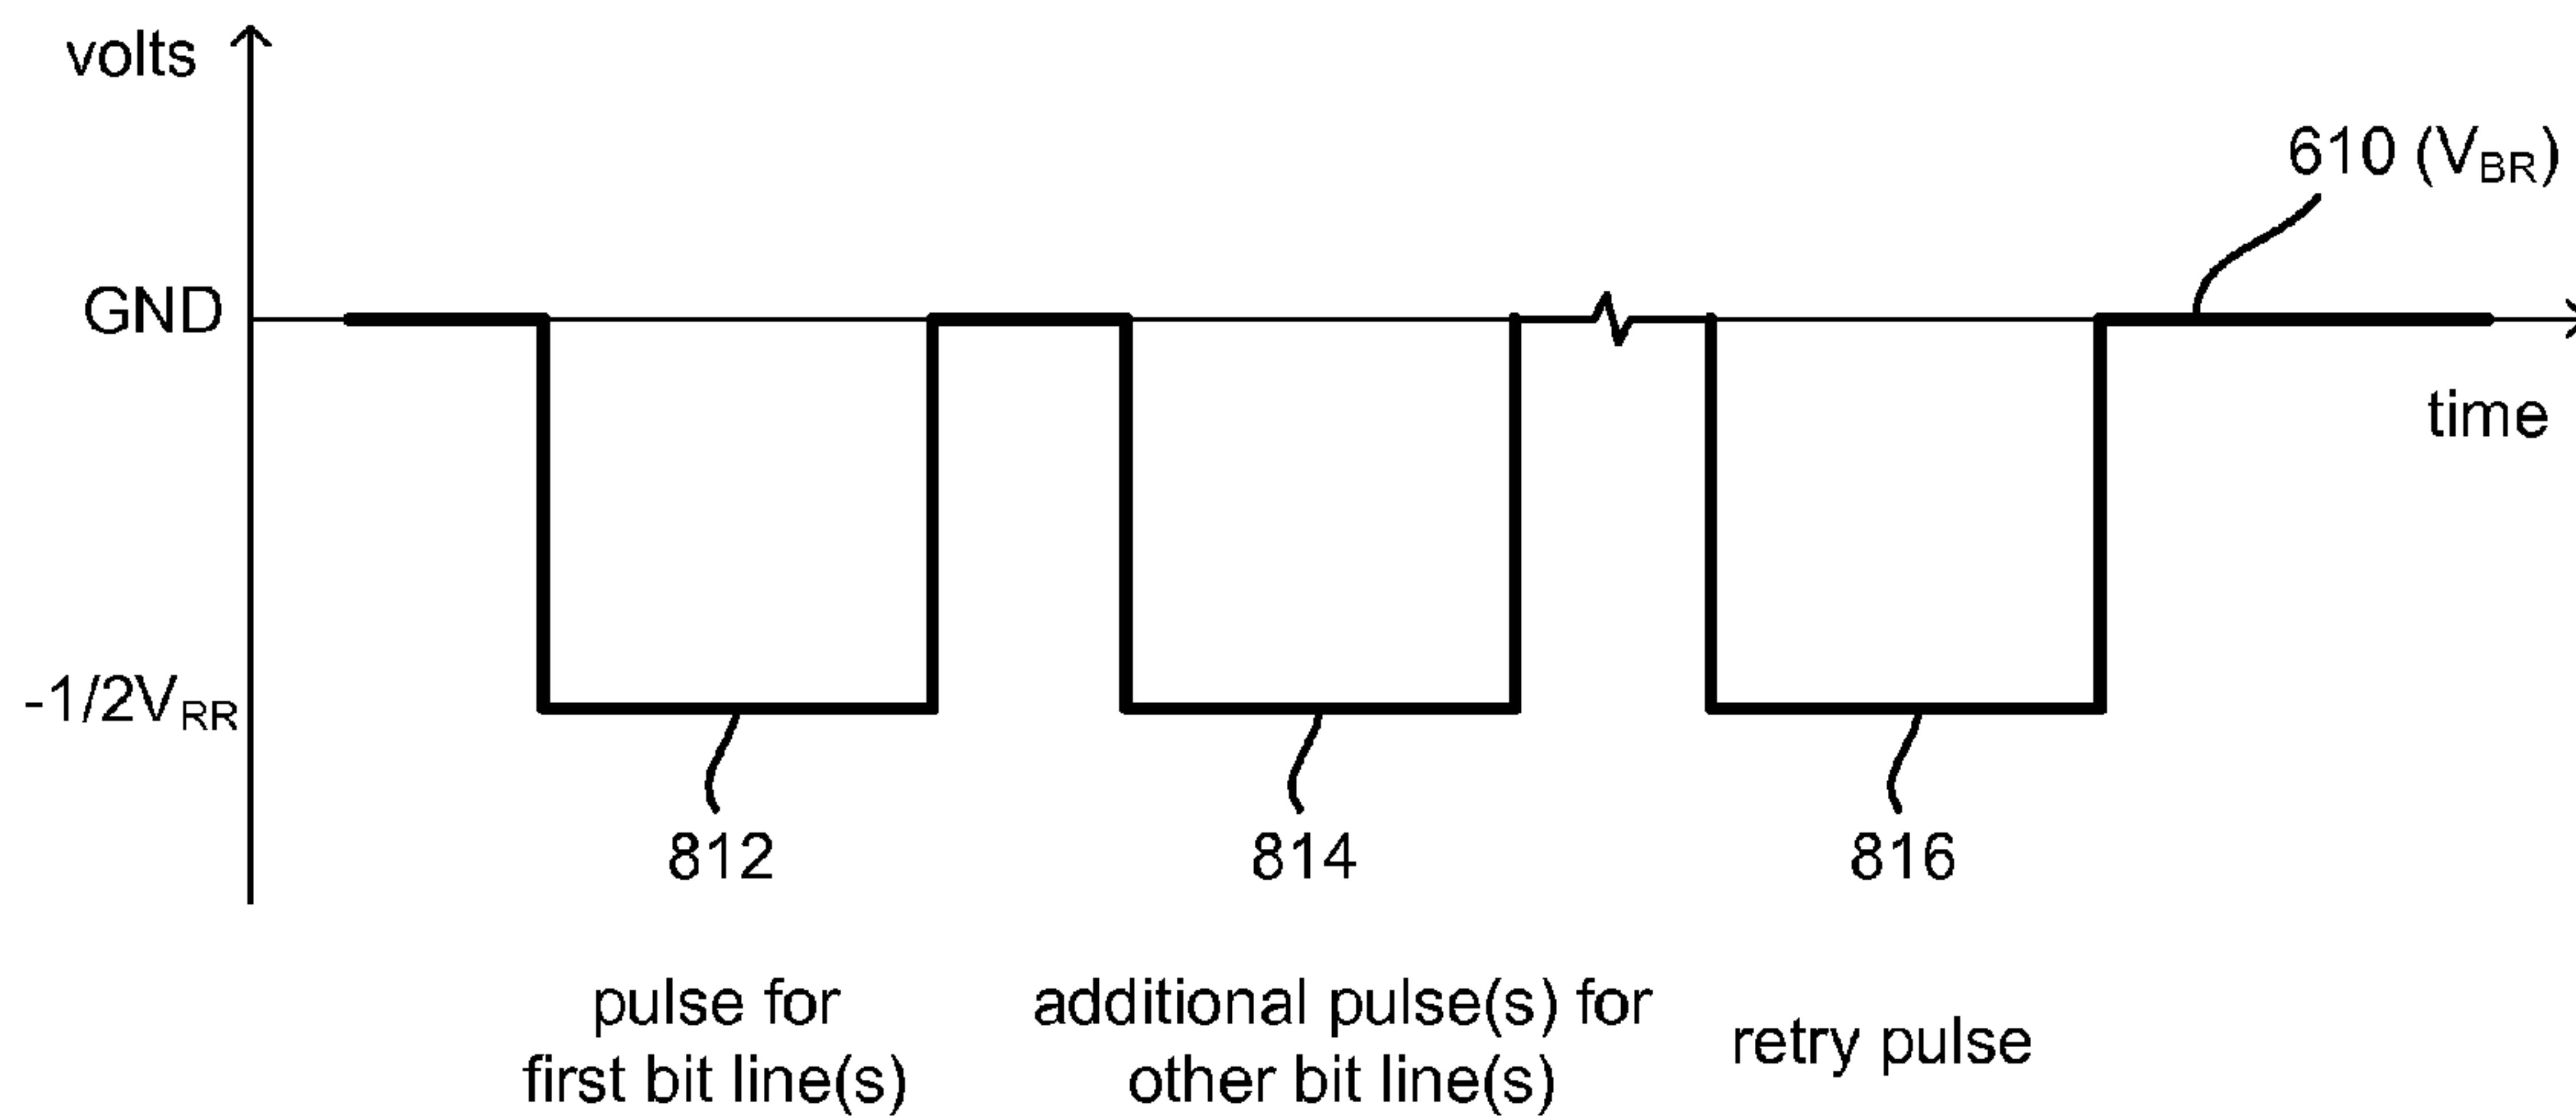 volts
610 (VBR)
GND
time
-1/2VRR
812
814
816
pulse for
first bit line(s)
additional pulse(s) for
other bit line(s)
retry pulse